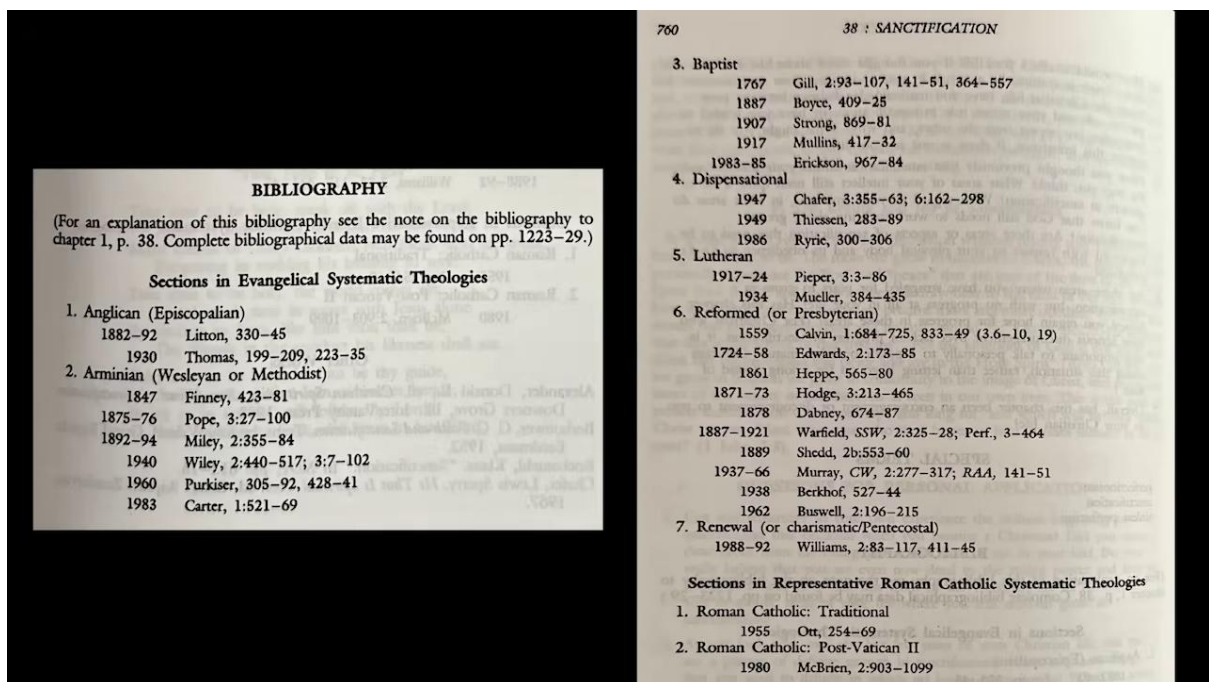 BIBLIOGRAPHY
(For an explanation of this bibliography see the note on the bibliography to
chapter 1, p. 38. Complete bibliographical data may be found on pp. 1223–29.)
Sections in Evangelical Systematic Theologies
1. Anglican (Episcopalian)
1882–92 Litton, 330–45
1930 Thomas, 199–209, 223–35
2. Arminian (Wesleyan or Methodist)
1847 Finney, 423–81
1875–76 Pope, 3:27–100
1892–94 Miley, 2:355–84
1940 Wiley, 2:440–517; 3:7–102
1960 Purkiser, 305–92, 428–41
1983 Carter, 1:521–69
760 38 : SANCTIFICATION
3. Baptist
1767 Gill, 2:93–107, 141–51, 364–557
1887 Boyce, 409–25
1907 Strong, 869–81
1917 Mullins, 417–32
1983–85 Erickson, 967–84
4. Dispensational
1947 Chafer, 3:355–63; 6:162–298
1949 Thiessen, 283–89
1986 Ryrie, 300–306
5. Lutheran
1917–24 Pieper, 3:3–86
1934 Mueller, 384–435
6. Reformed (or Presbyterian)
1559 Calvin, 1:684–725, 833–49 (3.6–10, 19)
1724–58 Edwards, 2:173–85
1861 Heppe, 565–80
1871–73 Hodge, 3:213–465
1878 Dabney, 674–87
1887–1921 Warfield, SSW, 2:325–28; Perf., 3–464
1889 Shedd, 2b:553–60
1937–66 Murray, CW, 2:277–317; RAA, 141–51
1938 Berkhof, 527–44
1962 Buswell, 2:196–215
7. Renewal (or charismatic/Pentecostal)
1988–92 Williams, 2:83–117, 411–45
Sections in Representative Roman Catholic Systematic Theologies
1. Roman Catholic: Traditional
1955 Ott, 254–69
2. Roman Catholic: Post-Vatican II
1980 McBrien, 2:903–1099